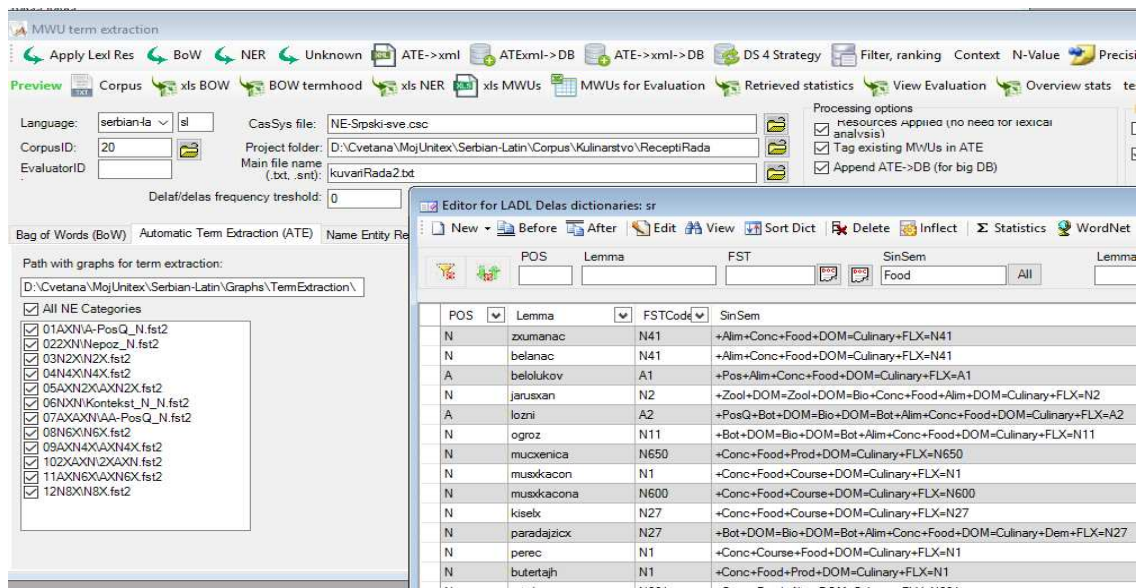 MWU term extraction
Apply Lexl Res BoW NER Unknown ATE->xml ATExml->DB ATE->xml->DB DS 4 Strategy Filter, ranking Context N-Value Precisi
Preview Corpus xls BOW BOW termhood xls NER xls MWUs MWUs for Evaluation Retrieved statistics View Evaluation Overview stats te
Processing options
Language: serbian-la sl CasSys file: NE-Srpski-sve.csc Resources Applied (no need for lexical
analysis)
CorpusID: 20 Project folder: D:\Cvetana\MojUnitex\Serbian-Latin\Corpus\Kulinarstvo\ReceptiRada Tag existing MWUs in ATE
EvaluatorID Main file name
(.txt, .snt): kuvariRada2.txt Append ATE->DB (for big DB)
Delaf/delas frequency treshold: 0
Bag of Words (BoW) Automatic Term Extraction (ATE) Name Entity Re
Path with graphs for term extraction:
D:\Cvetana\MojUnitex\Serbian-Latin\Graphs\TermExtraction\
All NE Categories
01AXN\A-PosQ_N.fst2
022XN\Nepoz_N.fst2
03N2X\N2X.fst2
04N4X\N4X.fst2
05AXN2X\AXN2X.fst2
06NXN\Kontekst_N_N.fst2
07AXAXN\AA-PosQ_N.fst2
08N6X\N6X.fst2
09AXN4X\AXN4X.fst2
102XAXN\2XAXN.fst2
11AXN6X\AXN6X.fst2
12N8X\N8X.fst2
Editor for LADL Delas dictionaries: sr
New Before After Edit View Sort Dict Delete Inflect Σ Statistics WordNet
POS Lemma FST SinSem Lemma
Food All
POS Lemma FSTCode SinSem
N zxumanac N41 +Alim+Conc+Food+DOM=Culinary+FLX=N41
N belanac N41 +Alim+Conc+Food+DOM=Culinary+FLX=N41
A belolukov A1 +Pos+Alim+Conc+Food+DOM=Culinary+FLX=A1
N jarusxan N2 +Zool+DOM=Zool+DOM=Bio+Conc+Food+Alim+DOM=Culinary+FLX=N2
A lozni A2 +PosQ+Bot+DOM=Bio+DOM=Bot+Alim+Conc+Food+DOM=Culinary+FLX=A2
N ogroz N11 +Bot+DOM=Bio+DOM=Bot+Alim+Conc+Food+DOM=Culinary+FLX=N11
N mucxenica N650 +Conc+Food+Prod+DOM=Culinary+FLX=N650
N musxkacon N1 +Conc+Food+Course+DOM=Culinary+FLX=N1
N musxkacona N600 +Conc+Food+Course+DOM=Culinary+FLX=N600
N kiselx N27 +Conc+Food+Course+DOM=Culinary+FLX=N27
N paradajzicx N27 +Bot+DOM=Bio+DOM=Bot+Alim+Conc+Food+DOM=Culinary+Dem+FLX=N27
N perec N1 +Conc+Course+Food+DOM=Culinary+FLX=N1
N butertajh N1 +Conc+Food+Prod+DOM=Culinary+FLX=N1